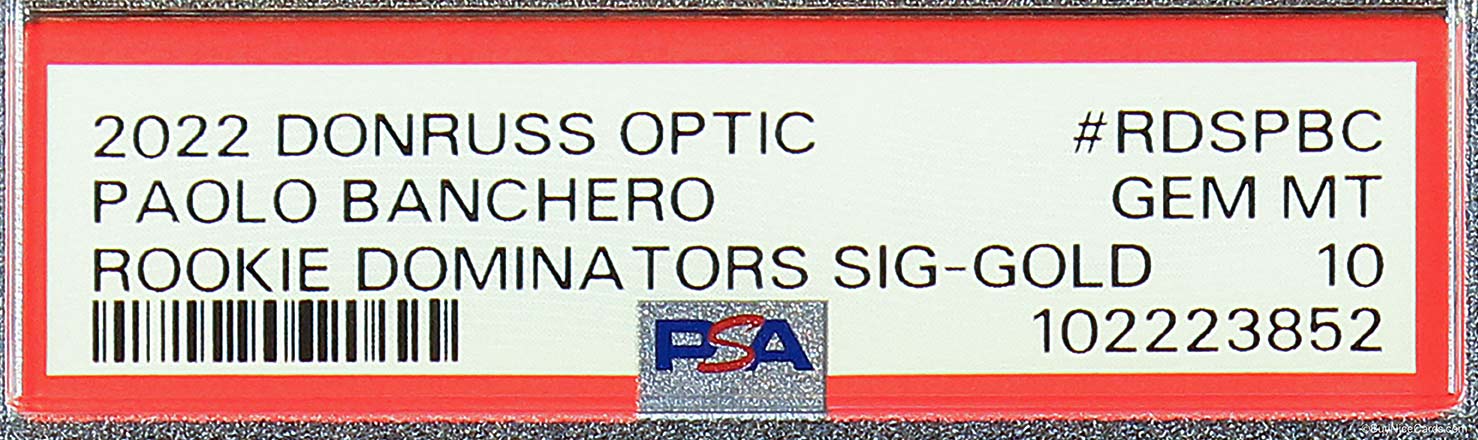 2022 DONRUSS OPTIC #RDSPBC
PAOLO BANCHERO GEM MT
ROOKIE DOMINATORS SIG-GOLD 10
PSA 102223852